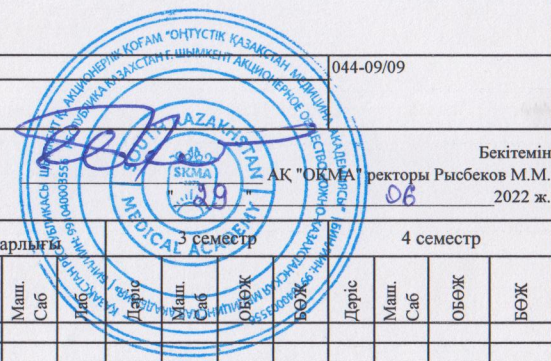 044-09/09
Бекітемін
АҚ "ОҚМА" ректоры Рысбеков М.М.
" 29 " 06 2022 ж.
арлығы 3 семестр 4 семестр
Маш. Саб Лаб Дәріс Маш. Саб ОБӨЖ БӨЖ Дәріс Маш. Саб ОБӨЖ БӨЖ
SOUTH KAZAKHSTAN
SKMA
MEDICAL ACADEMY